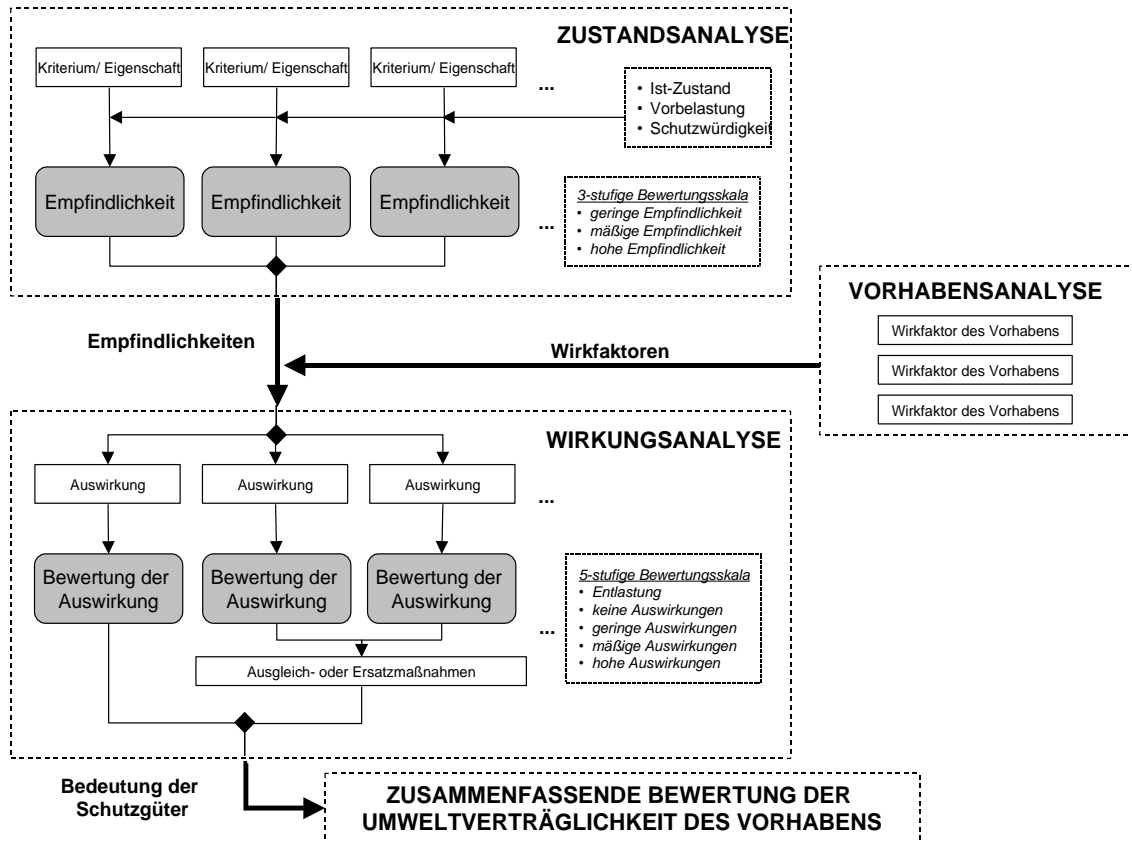 ZUSTANDSANALYSE
Kriterium/ Eigenschaft
Kriterium/ Eigenschaft
Kriterium/ Eigenschaft
...
• Ist-Zustand
• Vorbelastung
• Schutzwürdigkeit
Empfindlichkeit
Empfindlichkeit
Empfindlichkeit
...
3-stufige Bewertungsskala
• geringe Empfindlichkeit
• mäßige Empfindlichkeit
• hohe Empfindlichkeit
VORHABENSANALYSE
Wirkfaktor des Vorhabens
Wirkfaktor des Vorhabens
Wirkfaktor des Vorhabens
Empfindlichkeiten
Wirkfaktoren
WIRKUNGSANALYSE
Auswirkung
Auswirkung
Auswirkung
...
Bewertung der
Auswirkung
Bewertung der
Auswirkung
Bewertung der
Auswirkung
...
5-stufige Bewertungsskala
• Entlastung
• keine Auswirkungen
• geringe Auswirkungen
• mäßige Auswirkungen
• hohe Auswirkungen
Ausgleich- oder Ersatzmaßnahmen
Bedeutung der
Schutzgüter
ZUSAMMENFASSENDE BEWERTUNG DER
UMWELTVERTRÄGLICHKEIT DES VORHABENS